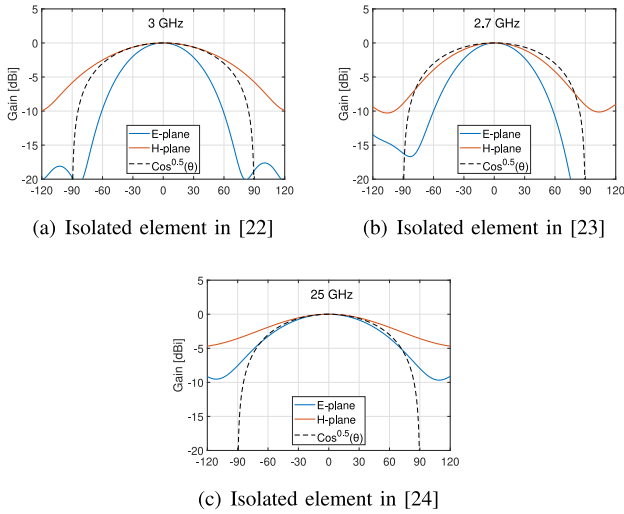 3 GHz
5
0
-5
-10
-15
-20
Gain [dBi]
E-plane
H-plane
Cos^0.5(θ)
-120 -90 -60 -30 0 30 60 90 120
(a) Isolated element in [22]
2.7 GHz
5
0
-5
-10
-15
-20
Gain [dBi]
E-plane
H-plane
Cos^0.5(θ)
-120 -90 -60 -30 0 30 60 90 120
(b) Isolated element in [23]
25 GHz
5
0
-5
-10
-15
-20
Gain [dBi]
E-plane
H-plane
Cos^0.5(θ)
-120 -90 -60 -30 0 30 60 90 120
(c) Isolated element in [24]